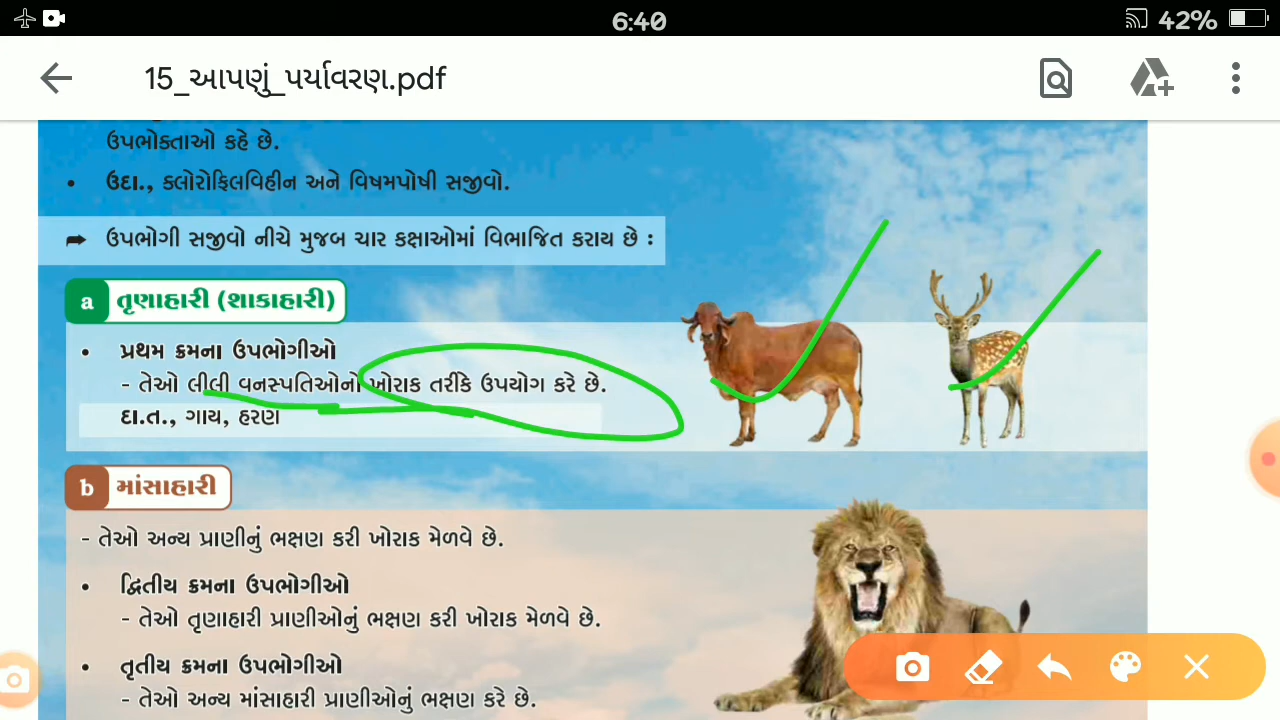 6:40
42%
15_આપણું_પર્યાવરણ.pdf
ઉપભોક્તાઓ કહે છે.
• ઉદા., ક્લોરોફિલવિહીન અને વિષમપોષી સજીવો.
➡ ઉપભોગી સજીવો નીચે મુજબ ચાર કક્ષાઓમાં વિભાજિત કરાય છે :
a તૃણાહારી (શાકાહારી)
• પ્રથમ ક્રમના ઉપભોગીઓ
- તેઓ લીલી વનસ્પતિઓનો ખોરાક તરીકે ઉપયોગ કરે છે.
દા.ત., ગાય, હરણ
b માંસાહારી
- તેઓ અન્ય પ્રાણીનું ભક્ષણ કરી ખોરાક મેળવે છે.
• દ્વિતીય ક્રમના ઉપભોગીઓ
- તેઓ તૃણાહારી પ્રાણીઓનું ભક્ષણ કરી ખોરાક મેળવે છે.
• તૃતીય ક્રમના ઉપભોગીઓ
- તેઓ અન્ય માંસાહારી પ્રાણીઓનું ભક્ષણ કરે છે.